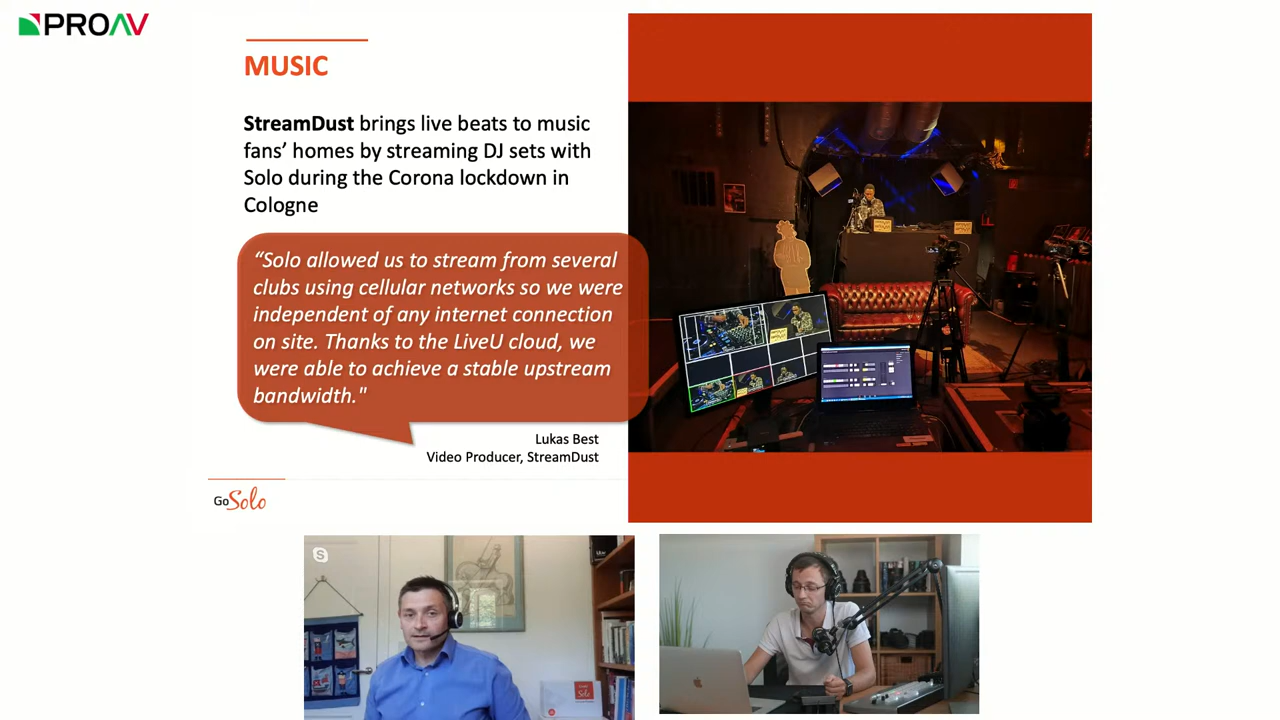 PROAV
MUSIC
StreamDust brings live beats to music
fans’ homes by streaming DJ sets with
Solo during the Corona lockdown in
Cologne
“Solo allowed us to stream from several
clubs using cellular networks so we were
independent of any internet connection
on site. Thanks to the LiveU cloud, we
were able to achieve a stable upstream
bandwidth."
Lukas Best
Video Producer, StreamDust
Go Solo
S
Solo